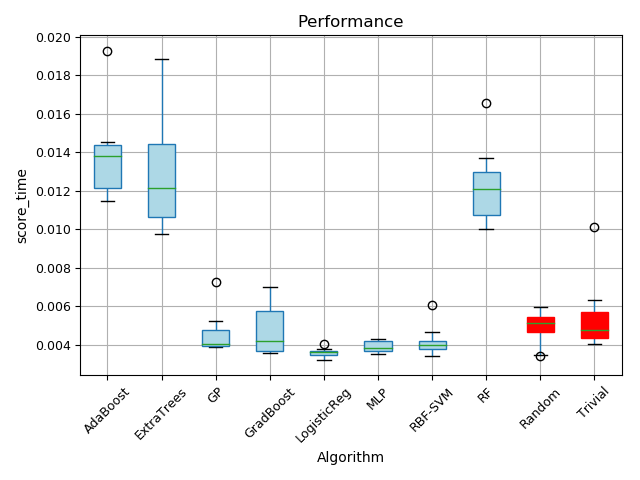 Performance
0.020
0.018
0.016
0.014
0.012
0.010
0.008
0.006
0.004
score_time
AdaBoost
ExtraTrees
GP
GradBoost
LogisticReg
MLP
RBF-SVM
RF
Random
Trivial
Algorithm